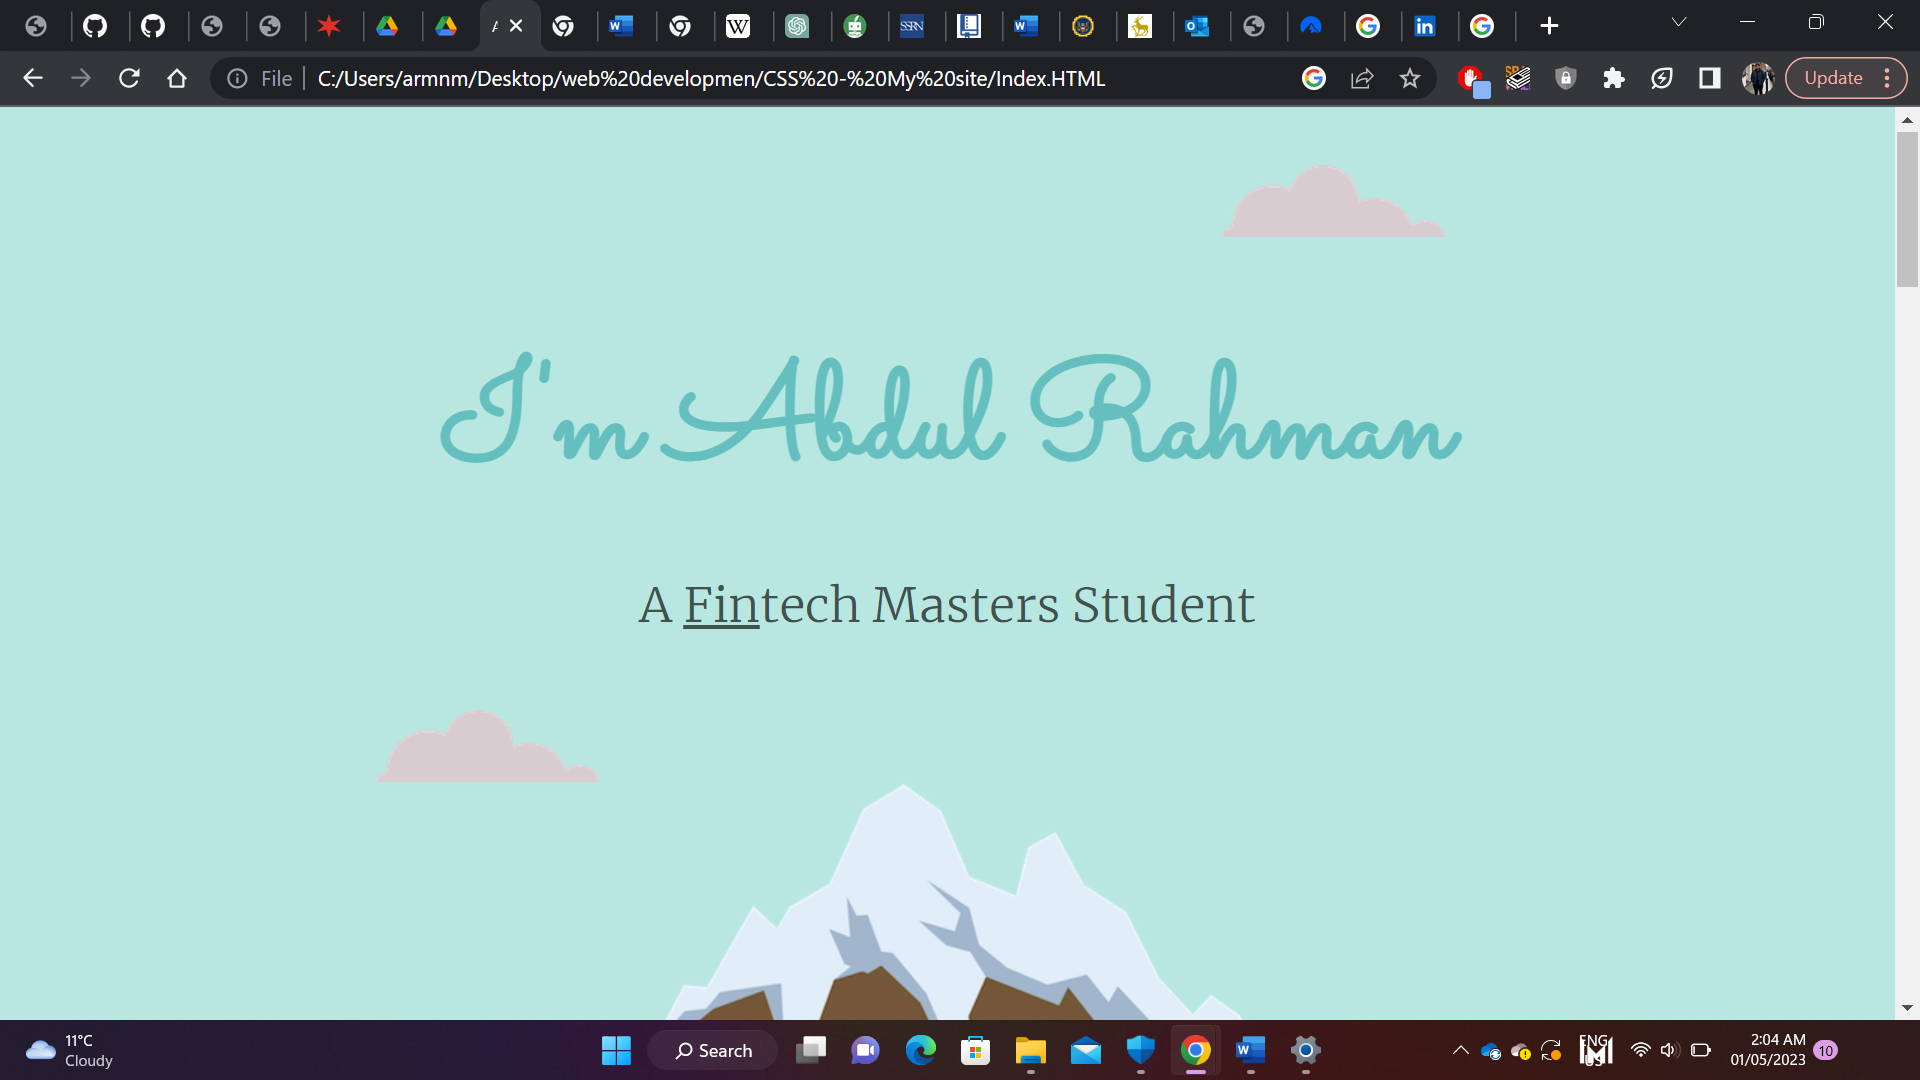 File
C:/Users/armnm/Desktop/web%20developmen/CSS%20-%20My%20site/Index.HTML
Update
I'm Abdul Rahman
A Fintech Masters Student
11°C
Cloudy
Search
ENG
US
2:04 AM
01/05/2023
10